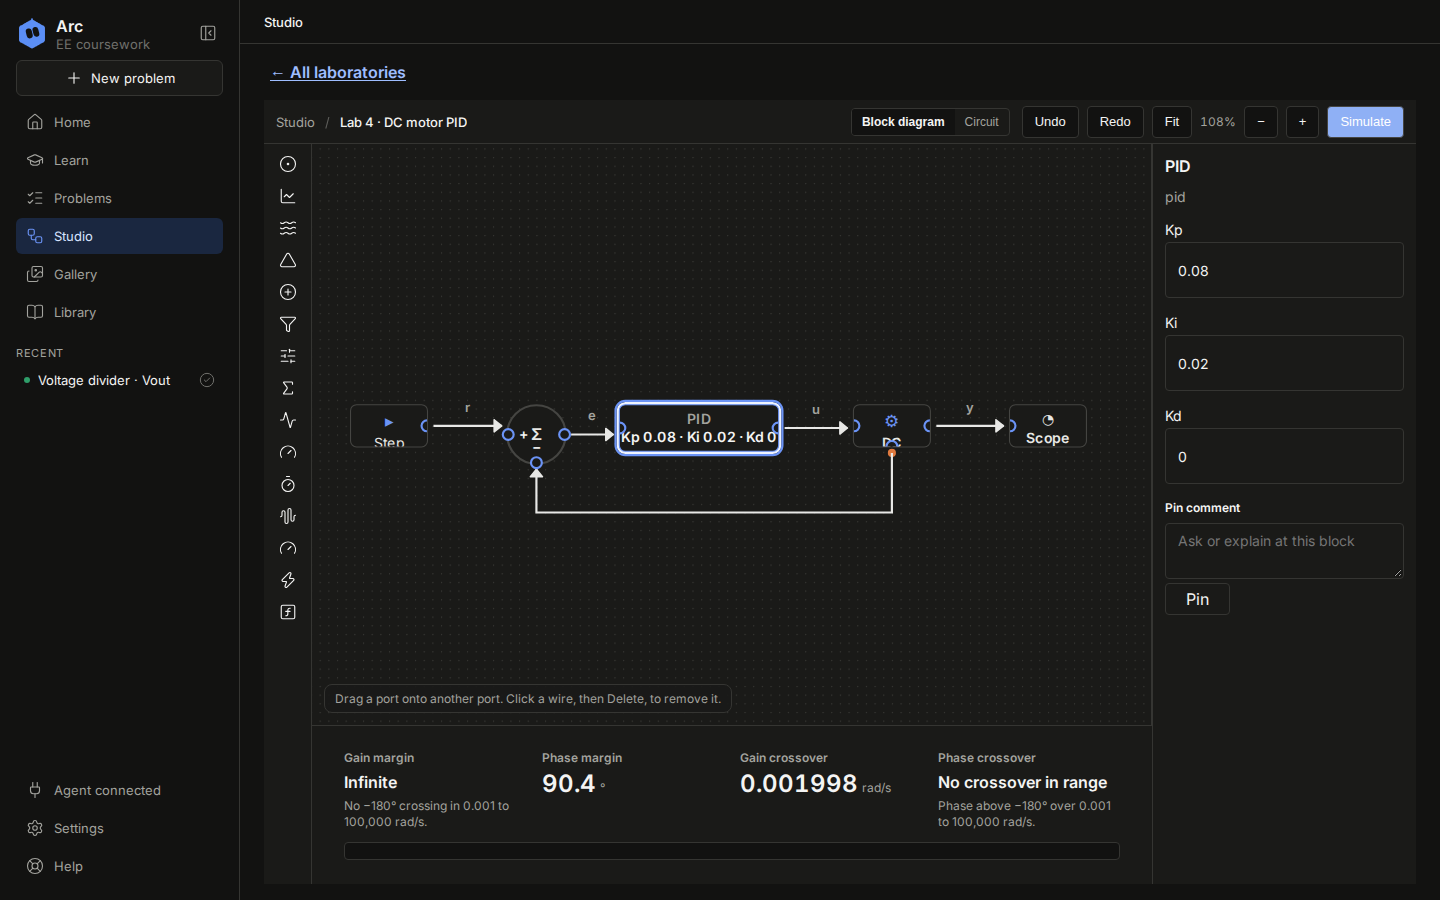 Arc
EE coursework
New problem
Home
Learn
Problems
Studio
Gallery
Library
RECENT
Voltage divider · Vout
Agent connected
Settings
Help
Studio
← All laboratories
Studio / Lab 4 · DC motor PID
Block diagram
Circuit
Undo
Redo
Fit
108%
−
+
Simulate
r
e
u
y
Step
+ Σ
−
PID
Kp 0.08 · Ki 0.02 · Kd 0
DC
Scope
Drag a port onto another port. Click a wire, then Delete, to remove it.
Gain margin
Infinite
No −180° crossing in 0.001 to
100,000 rad/s.
Phase margin
90.4 °
Gain crossover
0.001998 rad/s
Phase crossover
No crossover in range
Phase above −180° over 0.001
to 100,000 rad/s.
PID
pid
Kp
0.08
Ki
0.02
Kd
0
Pin comment
Ask or explain at this block
Pin